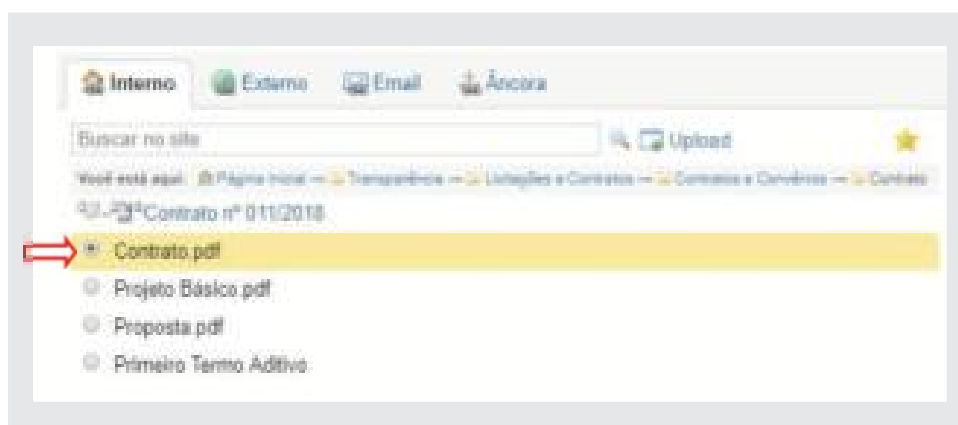 Interno Externo Email Âncora
Buscar no site Upload
Você está aqui: Página Inicial → Transparência → Licitações e Contratos → Contratos e Convênios → Contrato
Contrato nº 011/2018
Contrato.pdf
Projeto Básico.pdf
Proposta.pdf
Primeiro Termo Aditivo